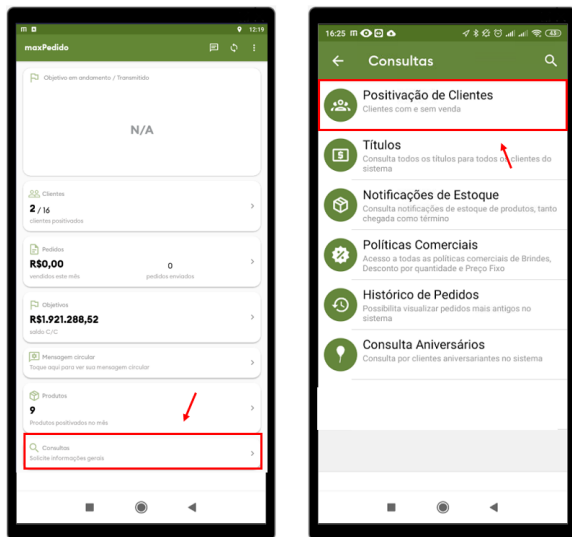 12:19
maxPedido
Objetivo em andamento / Transmitido
N/A
Clientes
2 / 16
clientes positivados
Pedidos
R$0,00
0
vendidos este mês
pedidos enviados
Objetivos
R$1.921.288,52
saldo C/C
Mensagem circular
Toque aqui para ver sua mensagem circular
Produtos
9
Produtos positivados no mês
Consultas
Solicite informações gerais
16:25
Consultas
Positivação de Clientes
Clientes com e sem venda
Títulos
Consulta todos os títulos para todos os clientes do
sistema
Notificações de Estoque
Consulta notificações de estoque de produtos, tanto
chegada como término
Políticas Comerciais
Acesso a todas as políticas comerciais de Brindes,
Desconto por quantidade e Preço Fixo
Histórico de Pedidos
Possibilita visualizar pedidos mais antigos no
sistema
Consulta Aniversários
Consulta por clientes aniversariantes no sistema